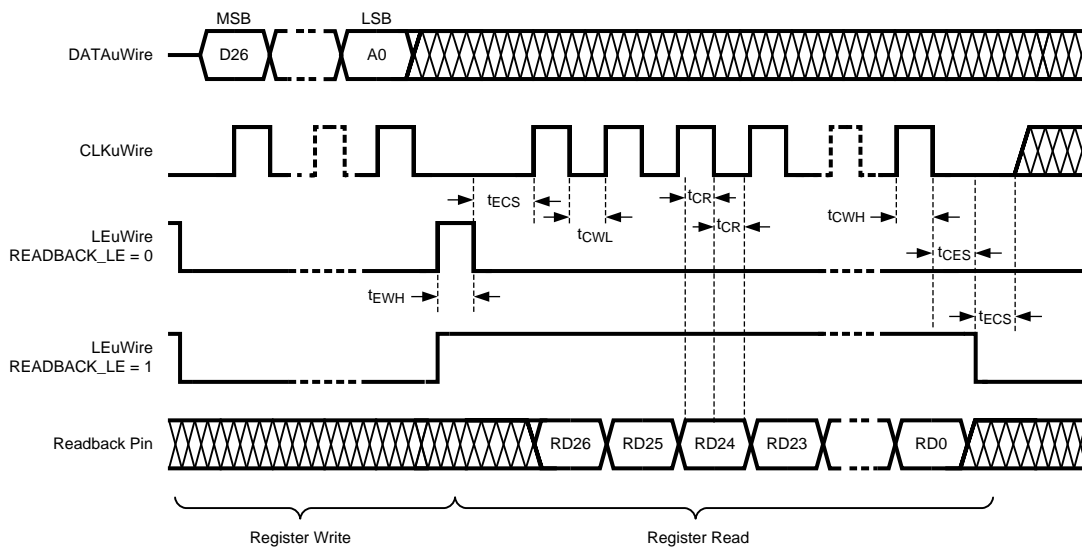 MSB LSB
DATAuWire D26 A0
CLKuWire
tECS tCR tCWH
tCWL tCR
LEuWire
READBACK_LE = 0
tCES
tEWH tECS
LEuWire
READBACK_LE = 1
Readback Pin RD26 RD25 RD24 RD23 RD0
Register Write Register Read